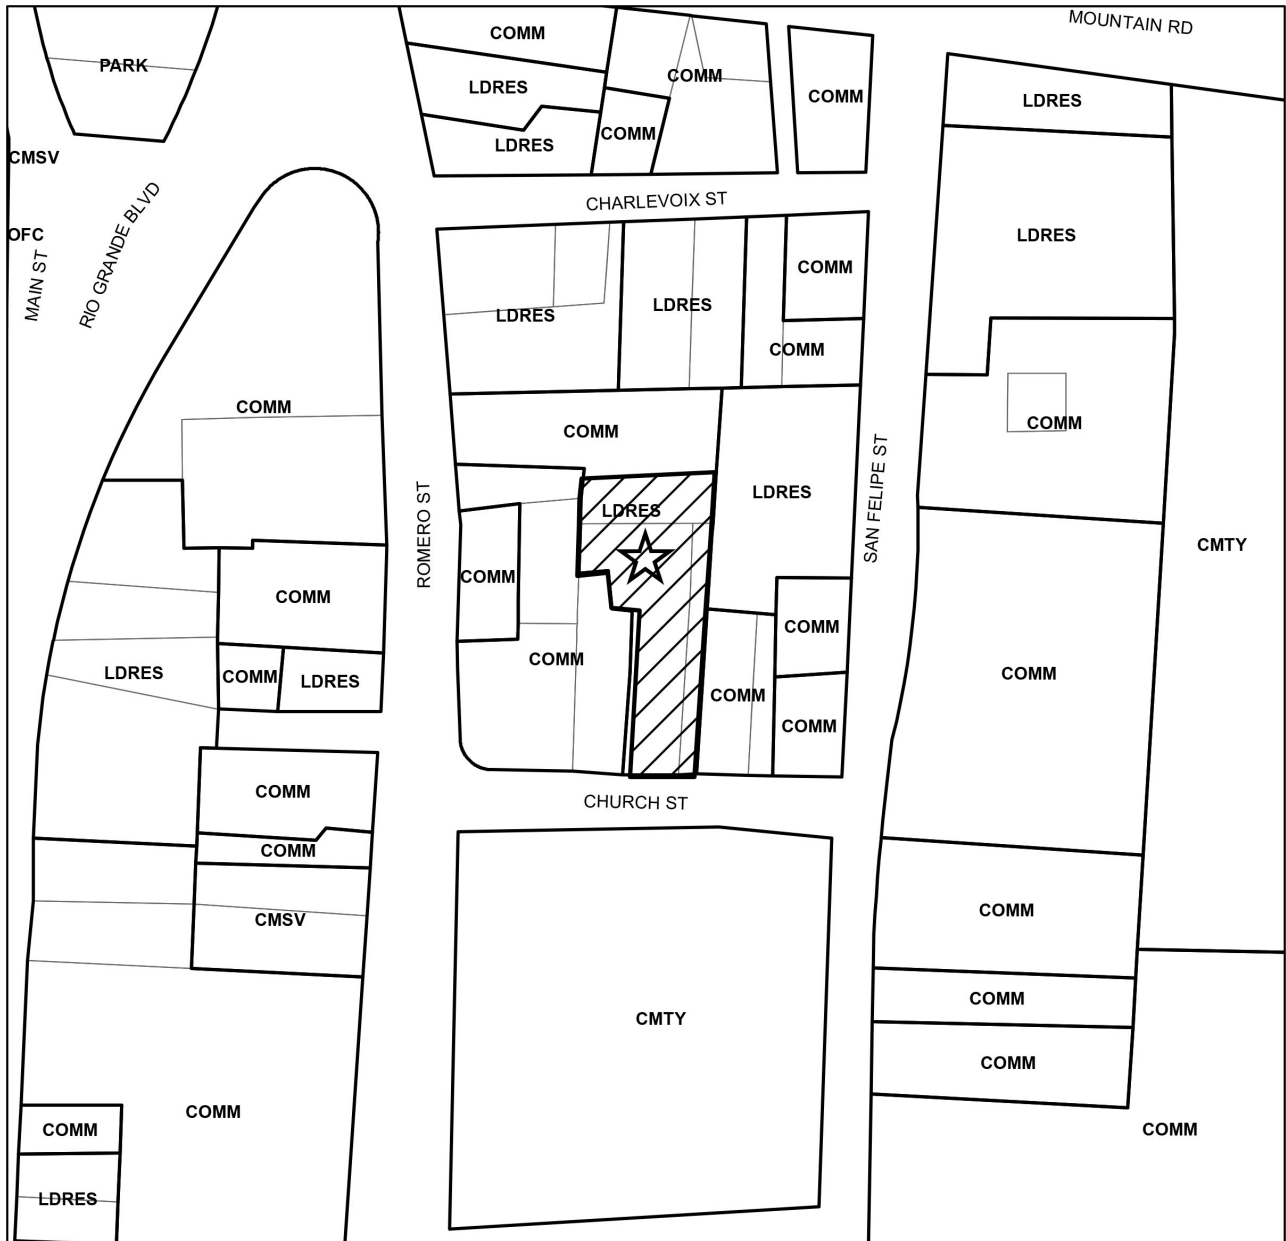 MOUNTAIN RD
COMM
PARK
COMM
LDRES
COMM
LDRES
COMM
LDRES
CMSV
RIO GRANDE BLVD
CHARLEVOIX ST
OFC
LDRES
MAIN ST
COMM
LDRES
LDRES
COMM
COMM
COMM
COMM
SAN FELIPE ST
LDRES
LDRES
ROMERO ST
CMTY
COMM
COMM
COMM
COMM
LDRES
COMM
LDRES
COMM
COMM
COMM
COMM
CHURCH ST
COMM
COMM
CMSV
COMM
COMM
CMTY
COMM
COMM
COMM
COMM
LDRES